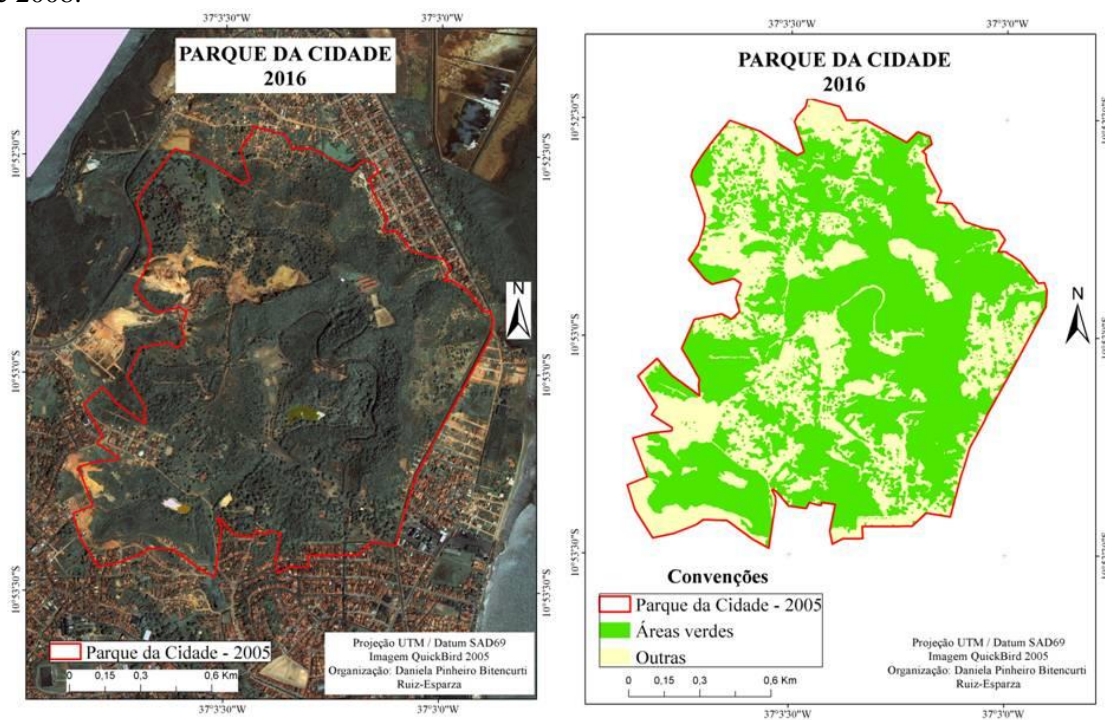 e 2008.
37°3'30"W
37°3'0"W
PARQUE DA CIDADE
2016
10°52'30"S
10°52'30"S
10°53'0"S
10°53'0"S
10°53'30"S
10°53'30"S
N
Parque da Cidade - 2005
0 0,15 0,3 0,6 Km
Projeção UTM / Datum SAD69
Imagem QuickBird 2005
Organização: Daniela Pinheiro Bitencurti
Ruiz-Esparza
37°3'30"W
37°3'0"W
37°3'30"W
37°3'0"W
PARQUE DA CIDADE
2016
10°52'30"S
10°53'0"S
10°53'30"S
N
Convenções
Parque da Cidade - 2005
Áreas verdes
Outras
0 0,15 0,3 0,6 Km
Projeção UTM / Datum SAD69
Imagem QuickBird 2005
Organização: Daniela Pinheiro Bitencurti
Ruiz-Esparza
37°3'30"W
37°3'0"W